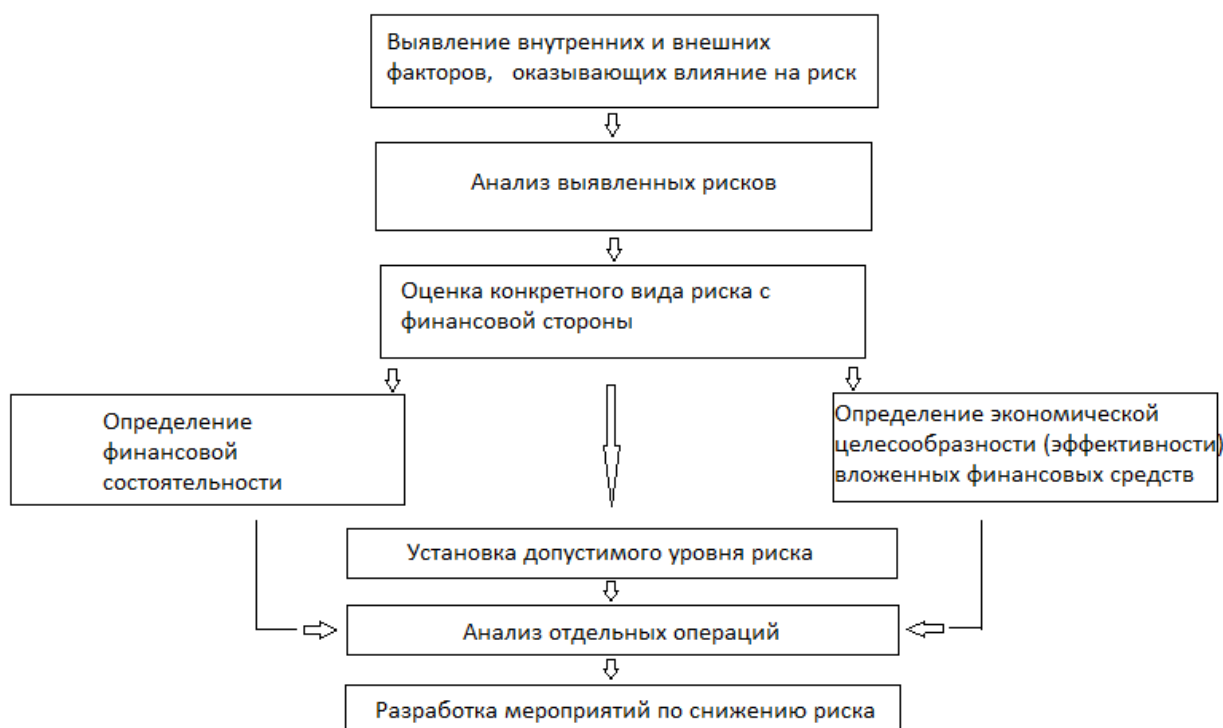 Выявление внутренних и внешних
факторов, оказывающих влияние на риск
Анализ выявленных рисков
Оценка конкретного вида риска с
финансовой стороны
Определение
финансовой
состоятельности
Определение экономической
целесообразности (эффективности)
вложенных финансовых средств
Установка допустимого уровня риска
Анализ отдельных операций
Разработка мероприятий по снижению риска